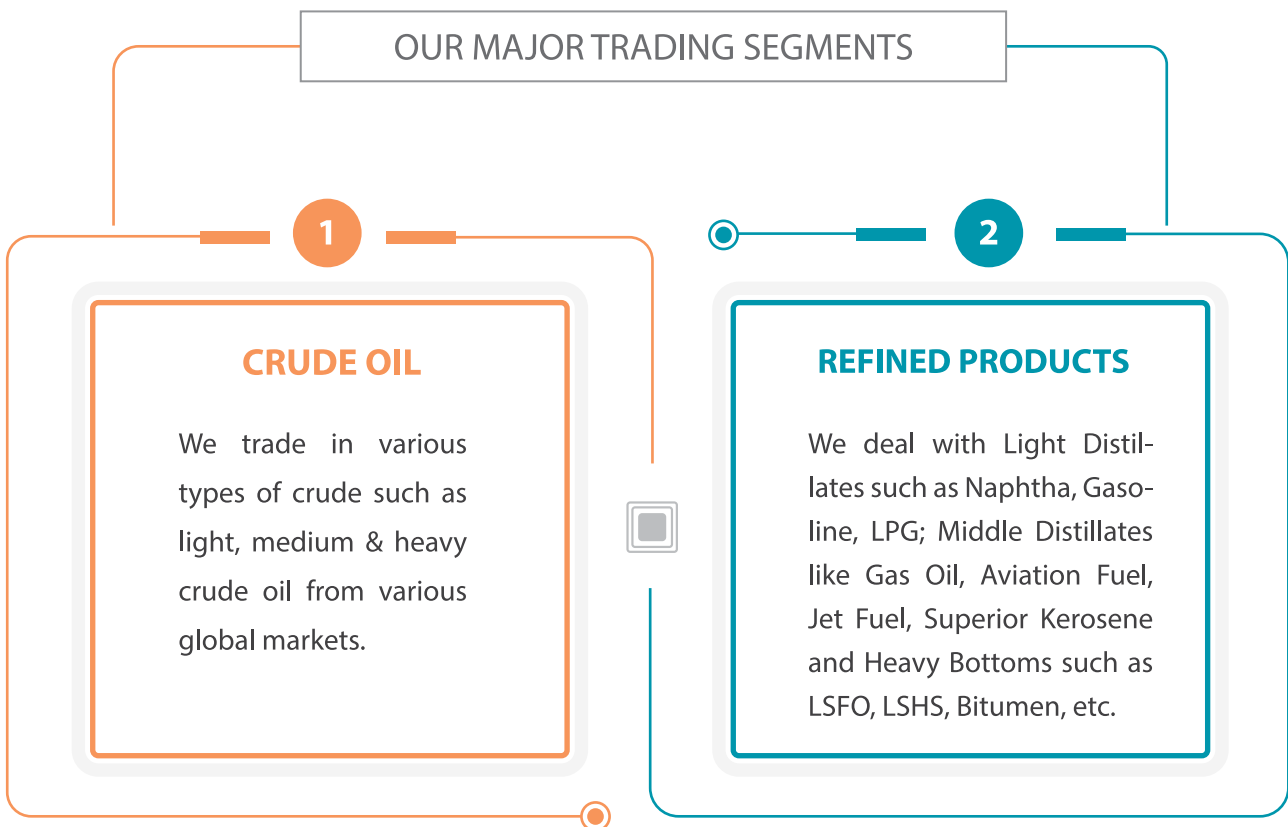 OUR MAJOR TRADING SEGMENTS
1
CRUDE OIL
We trade in various
types of crude such as
light, medium & heavy
crude oil from various
global markets.
2
REFINED PRODUCTS
We deal with Light Distil-
lates such as Naphtha, Gaso-
line, LPG; Middle Distillates
like Gas Oil, Aviation Fuel,
Jet Fuel, Superior Kerosene
and Heavy Bottoms such as
LSFO, LSHS, Bitumen, etc.